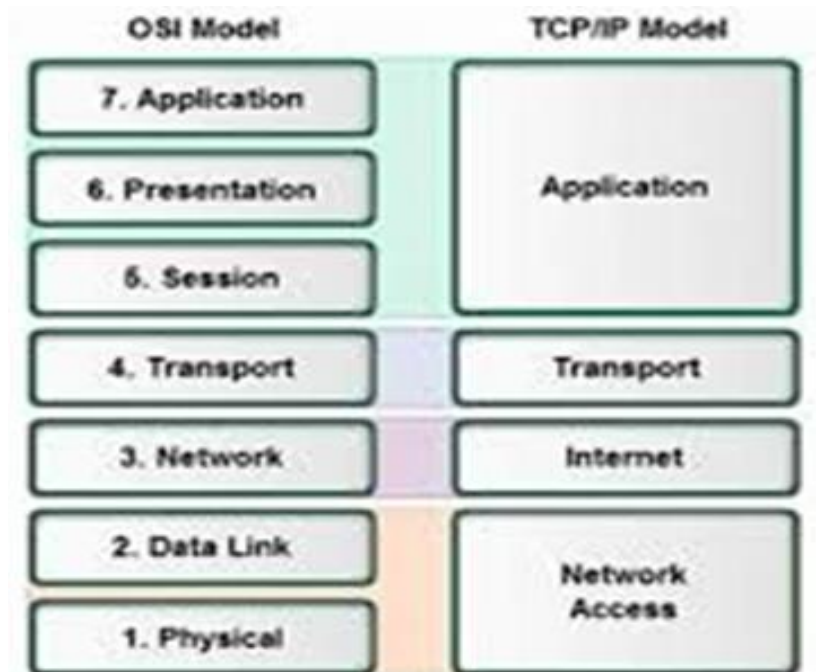 OSI Model
TCP/IP Model
7. Application
6. Presentation
5. Session
4. Transport
3. Network
2. Data Link
1. Physical
Application
Transport
Internet
Network
Access